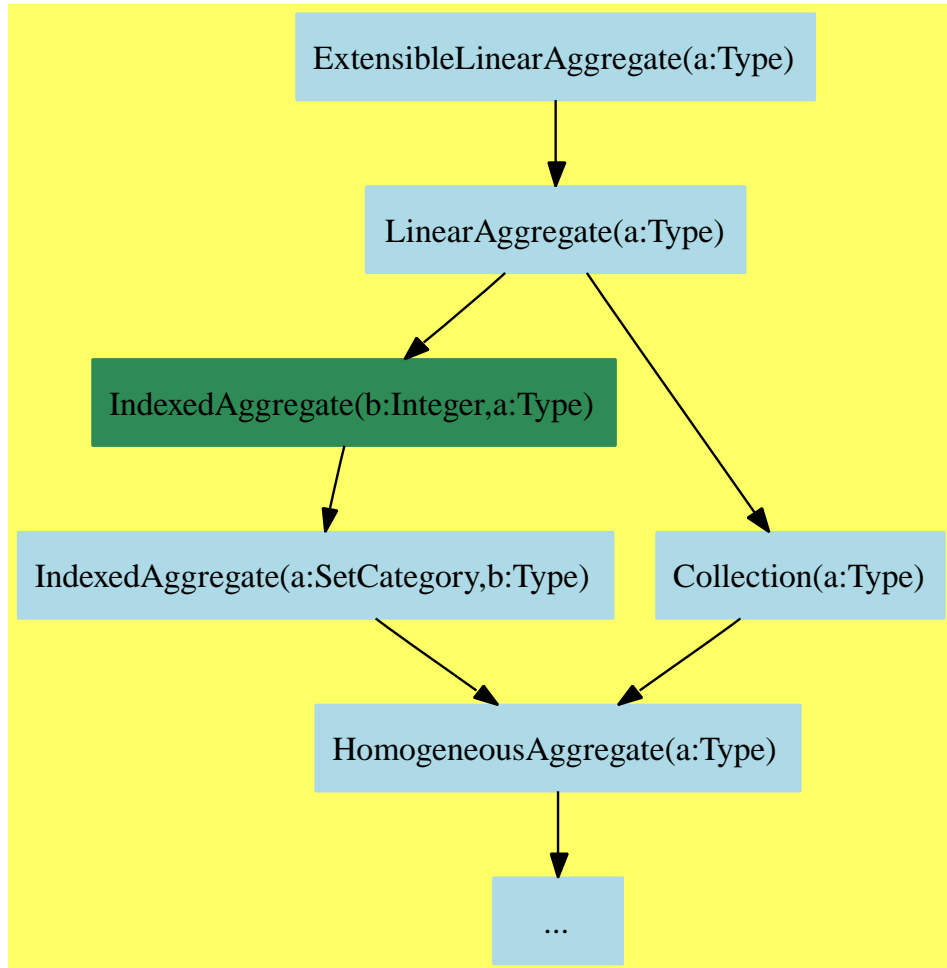 ExtensibleLinearAggregate(a:Type)
LinearAggregate(a:Type)
IndexedAggregate(b:Integer,a:Type)
IndexedAggregate(a:SetCategory,b:Type)
Collection(a:Type)
HomogeneousAggregate(a:Type)
...